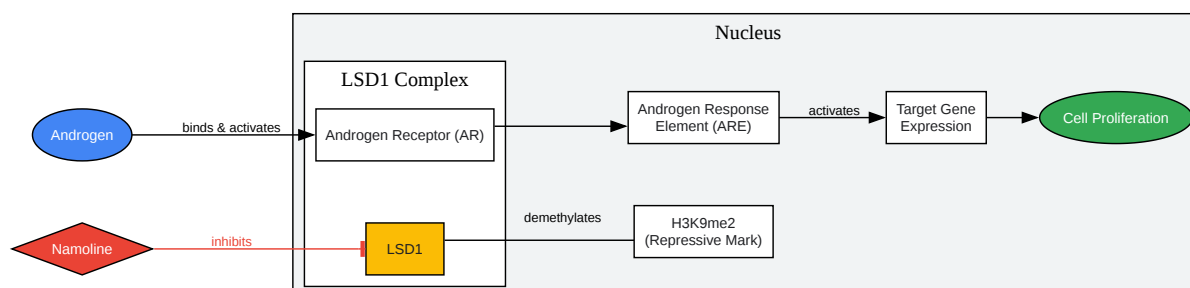 Nucleus
LSD1 Complex
Androgen
binds & activates
Androgen Receptor (AR)
Androgen Response
Element (ARE)
activates
Target Gene
Expression
Cell Proliferation
Namoline
inhibits
LSD1
demethylates
H3K9me2
(Repressive Mark)